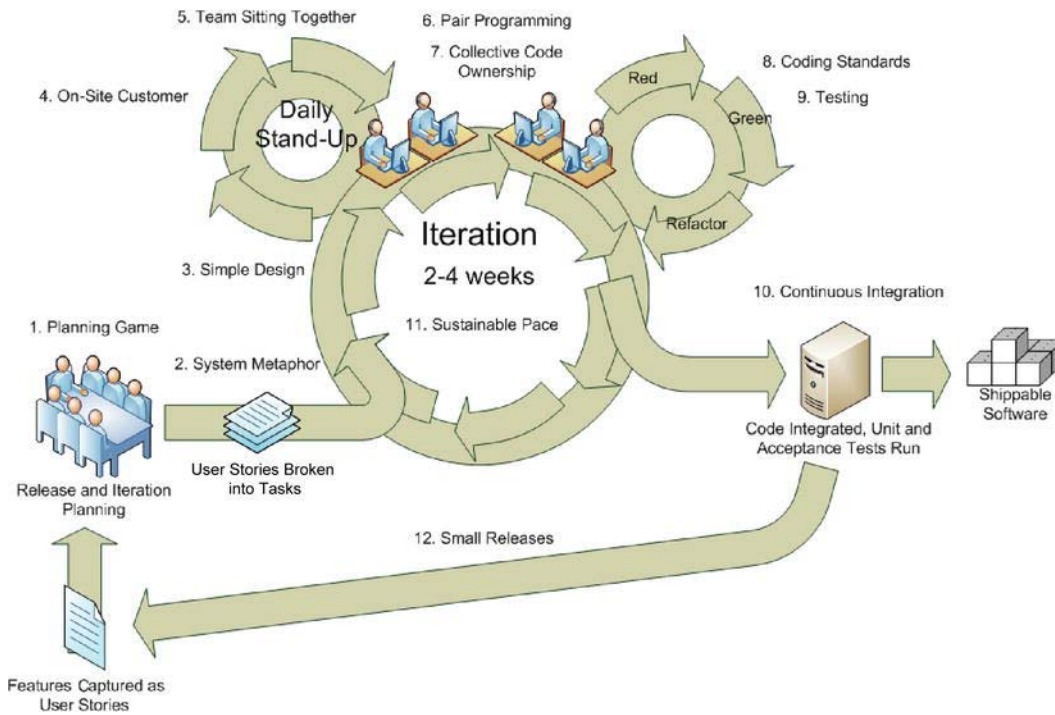 5. Team Sitting Together
6. Pair Programming
7. Collective Code
Ownership
8. Coding Standards
9. Testing
4. On-Site Customer
Daily
Stand-Up
Red
Green
Refactor
Iteration
2-4 weeks
3. Simple Design
11. Sustainable Pace
10. Continuous Integration
1. Planning Game
2. System Metaphor
Release and Iteration
Planning
User Stories Broken
into Tasks
Code Integrated, Unit and
Acceptance Tests Run
Shippable
Software
12. Small Releases
Features Captured as
User Stories